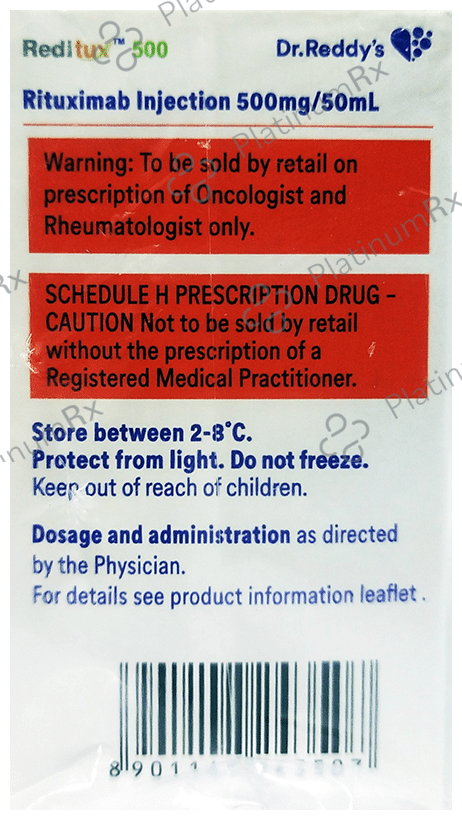 Reditux™ 500
Dr.Reddy's
Rituximab Injection 500mg/50mL
Warning: To be sold by retail on
prescription of Oncologist and
Rheumatologist only.
SCHEDULE H PRESCRIPTION DRUG –
CAUTION Not to be sold by retail
without the prescription of a
Registered Medical Practitioner.
Store between 2-8°C.
Protect from light. Do not freeze.
Keep out of reach of children.
Dosage and administration as directed
by the Physician.
For details see product information leaflet.
PlatinumRx
PlatinumRx
PlatinumRx